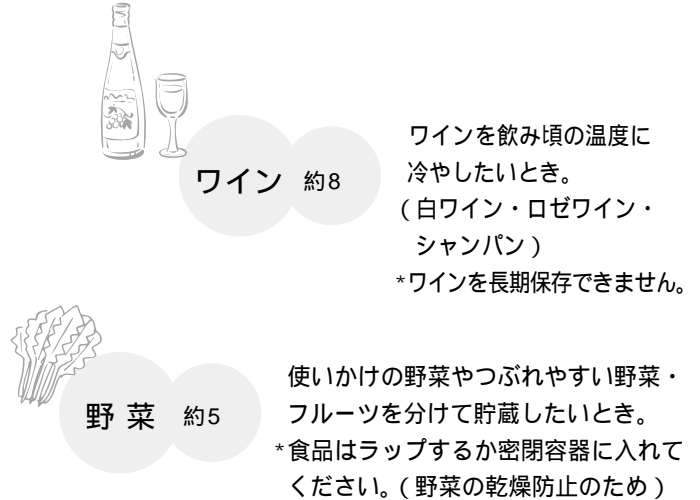 ワイン 約8
ワインを飲み頃の温度に
冷やしたいとき。
(白ワイン・ロゼワイン・
シャンパン)
*ワインを長期保存できません。
野 菜 約5
使いかけの野菜やつぶれやすい野菜・
フルーツを分けて貯蔵したいとき。
*食品はラップするか密閉容器に入れて
ください。(野菜の乾燥防止のため)